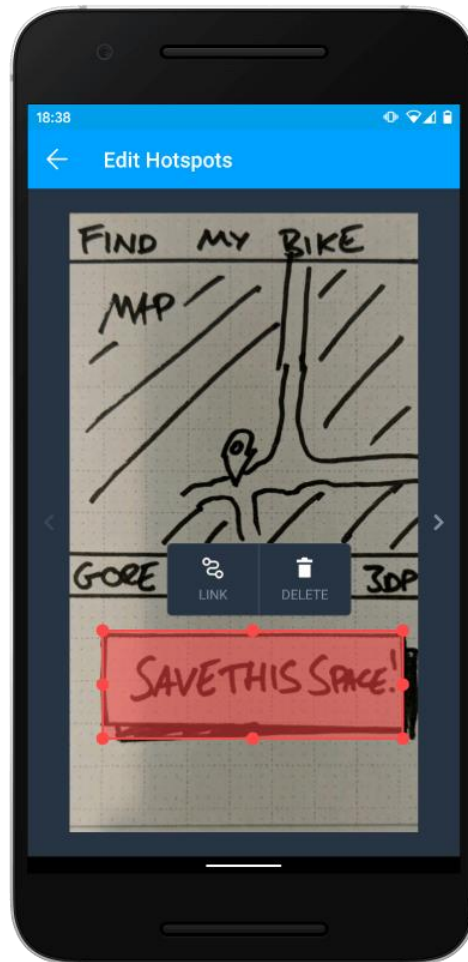 18:38
Edit Hotspots
FIND MY BIKE
MAP
GORE
3DP
LINK
DELETE
SAVE THIS SPACE!